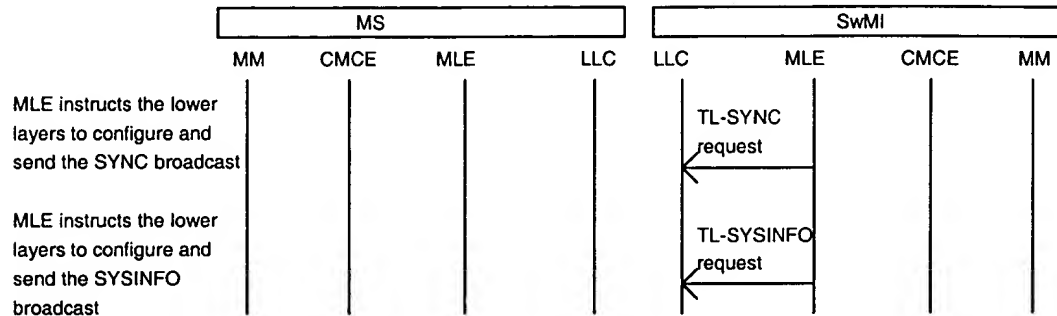 MS
SwMI
MM CMCE MLE LLC LLC MLE CMCE MM
MLE instructs the lower
layers to configure and
send the SYNC broadcast
TL-SYNC
request
MLE instructs the lower
layers to configure and
send the SYSINFO
broadcast
TL-SYSINFO
request